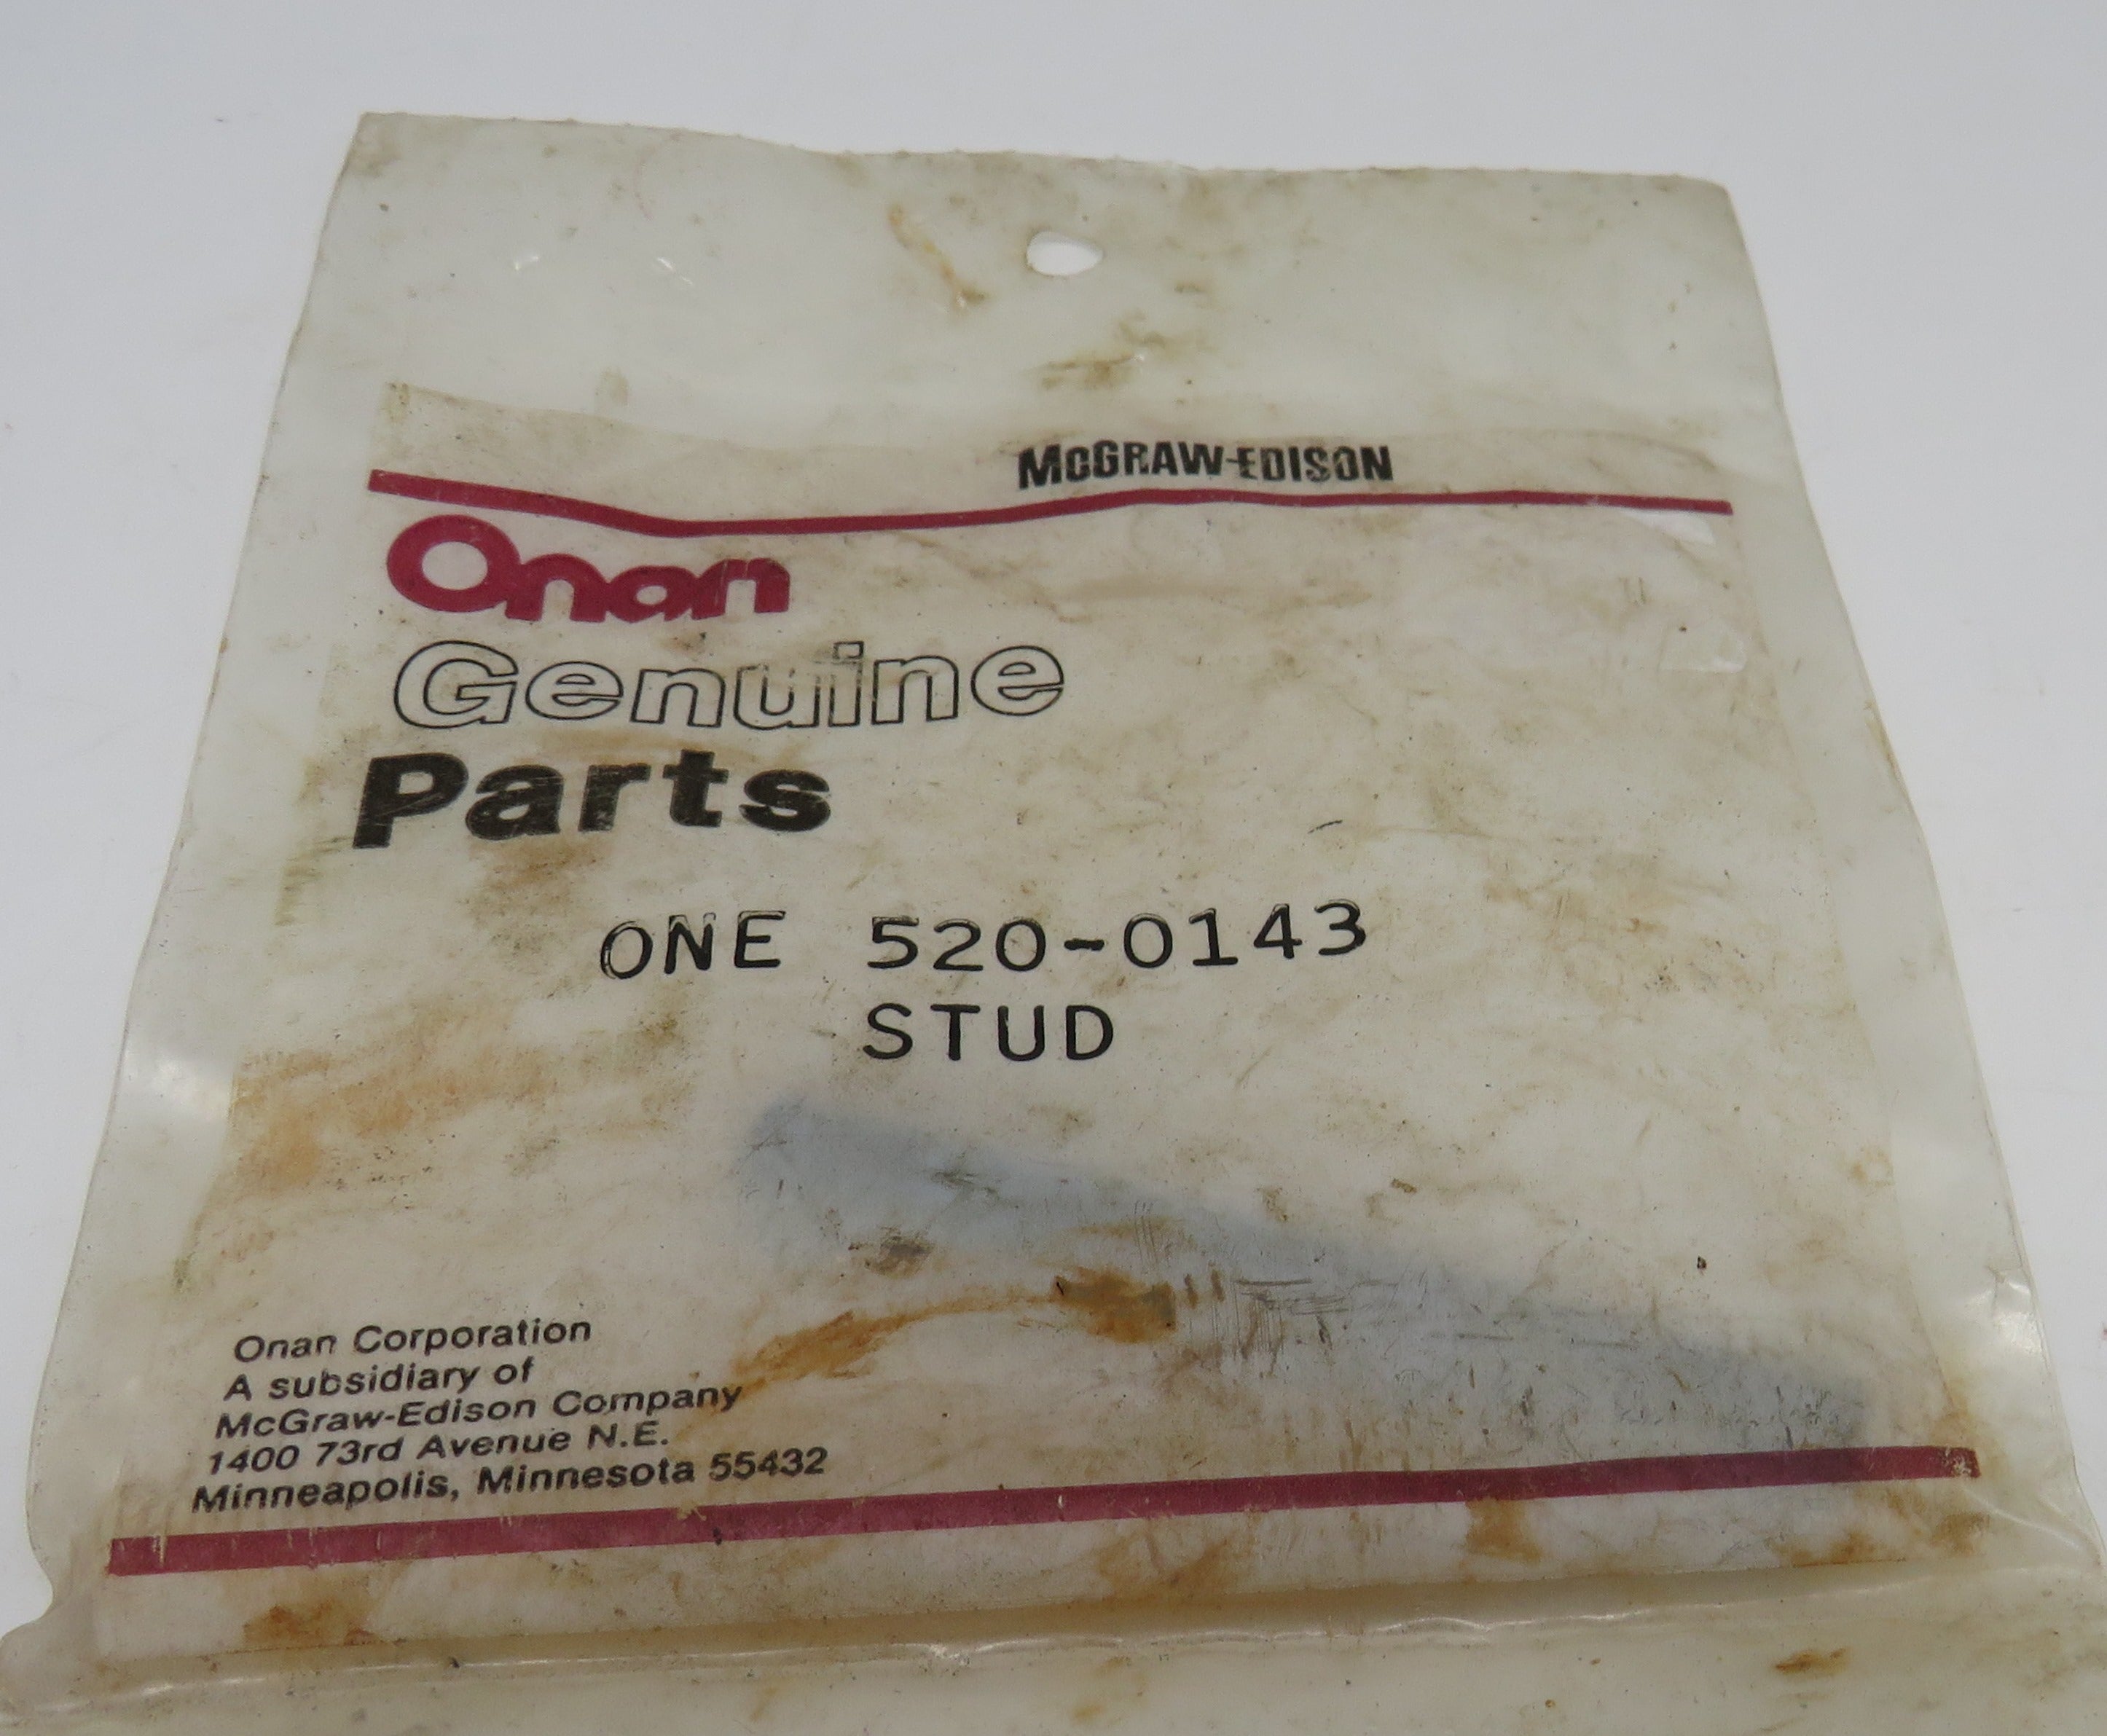 McGRAW-EDISON
Onan
Genuine
Parts
ONE 520-0143
STUD
Onan Corporation
A subsidiary of
McGraw-Edison Company
1400 73rd Avenue N.E.
Minneapolis, Minnesota 55432